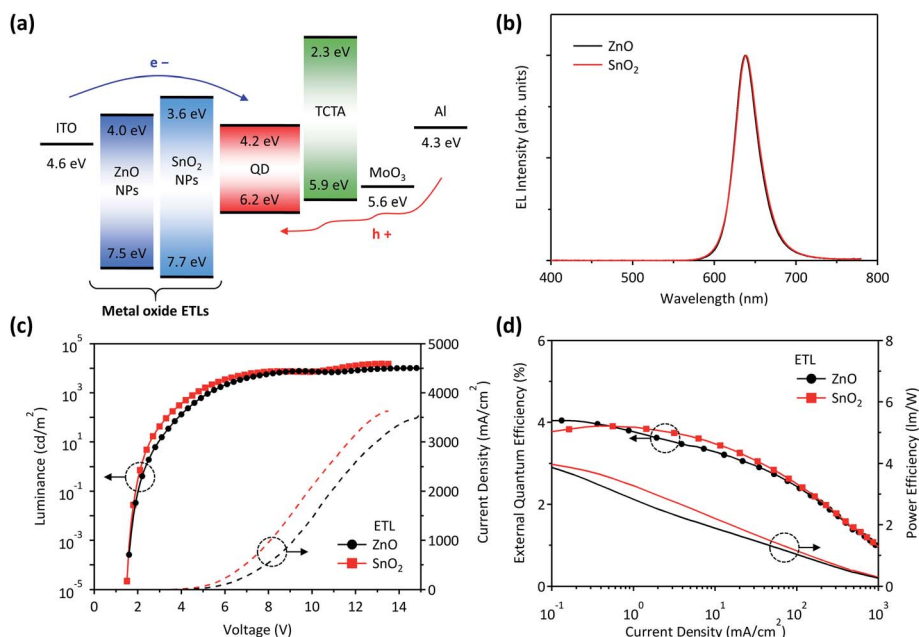 (a)
e −
ITO
4.6 eV
4.0 eV
ZnO
NPs
7.5 eV
3.6 eV
SnO₂
NPs
7.7 eV
4.2 eV
QD
6.2 eV
2.3 eV
TCTA
5.9 eV
MoO₃
5.6 eV
Al
4.3 eV
h +
Metal oxide ETLs
(b)
ZnO
SnO₂
EL Intensity (arb. units)
400 500 600 700 800
Wavelength (nm)
(c)
Luminance (cd/m²)
10⁵
10³
10¹
10⁻¹
10⁻³
10⁻⁵
5000
4000
3000
2000
1000
0
Current Density (mA/cm²)
ETL
ZnO
SnO₂
0 2 4 6 8 10 12 14
Voltage (V)
(d)
External Quantum Efficiency (%)
6
4
2
0
8
6
4
2
0
Power Efficiency (lm/W)
ETL
ZnO
SnO₂
10⁻¹ 10⁰ 10¹ 10² 10³
Current Density (mA/cm²)